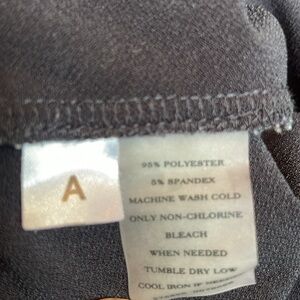 A
95% POLYESTER
5% SPANDEX
MACHINE WASH COLD
ONLY NON-CHLORINE
BLEACH
WHEN NEEDED
TUMBLE DRY LOW
COOL IRON IF NEEDED